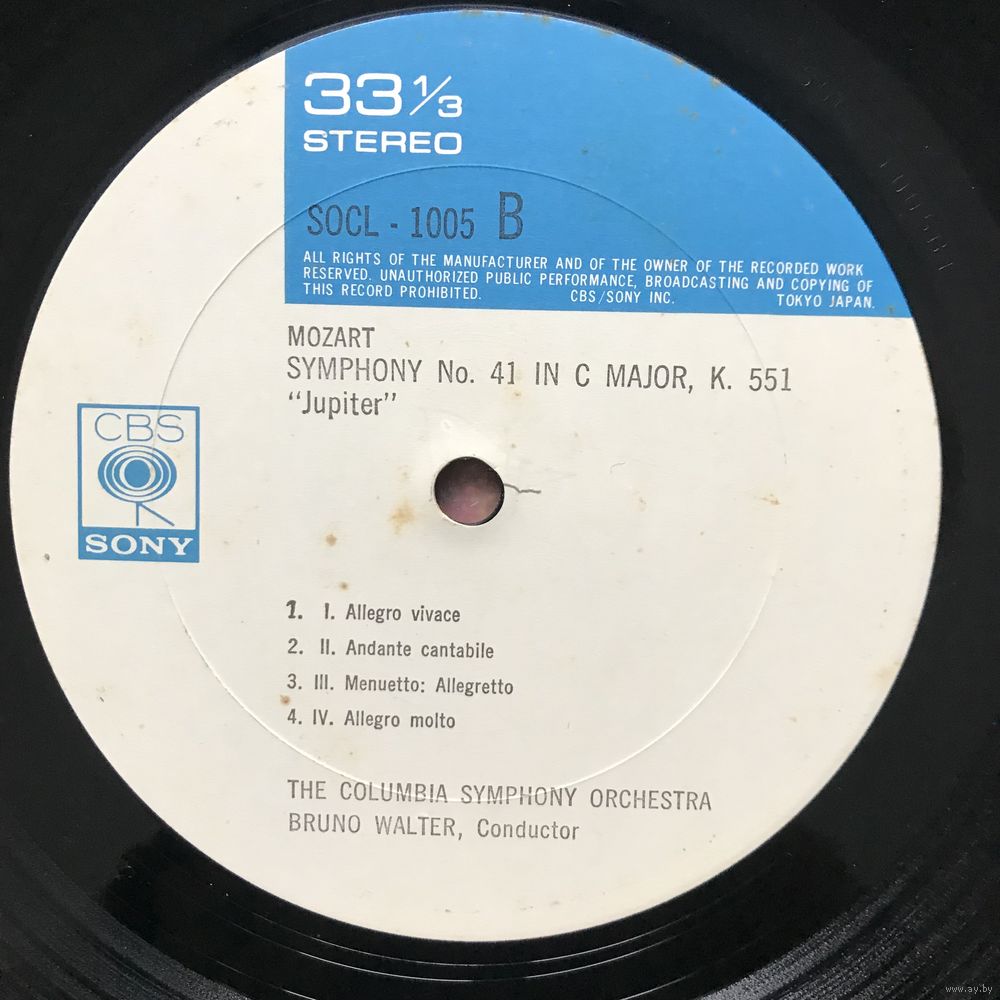 33 1/3
STEREO
SOCL - 1005 B
ALL RIGHTS OF THE MANUFACTURER AND OF THE OWNER OF THE RECORDED WORK
RESERVED. UNAUTHORIZED PUBLIC PERFORMANCE, BROADCASTING AND COPYING OF
THIS RECORD PROHIBITED. CBS/SONY INC. TOKYO JAPAN.
MOZART
SYMPHONY No. 41 IN C MAJOR, K. 551
“Jupiter”
CBS
SONY
1. I. Allegro vivace
2. II. Andante cantabile
3. III. Menuetto: Allegretto
4. IV. Allegro molto
THE COLUMBIA SYMPHONY ORCHESTRA
BRUNO WALTER, Conductor
www.ay.by